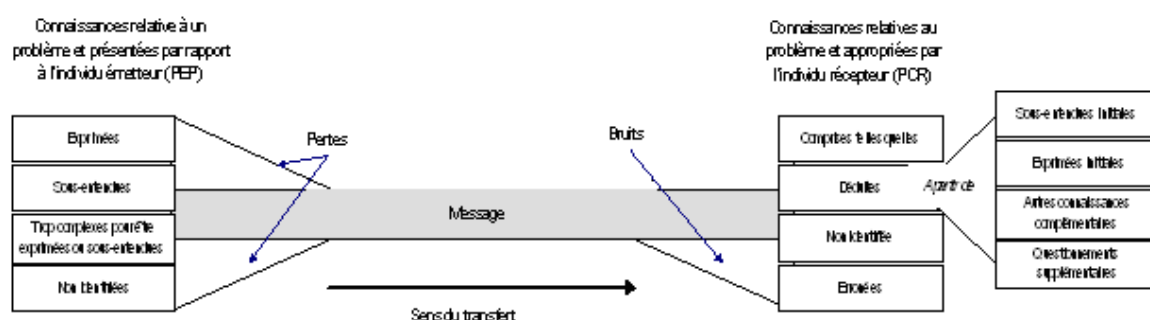 Connaissances relative à un
problème et présentées par rapport
à l'individu émetteur (PEP)
Connaissances relatives au
problème et appropriées par
l'individu récepteur (PCR)
Exprimées
Sous-entendues
Trop complexes pour être
exprimées ou sous-entendues
Non identifiées
Pertes
Bruits
Message
Sens du transfert
Comprises telles quelles
Déduites
Non identifiée
Erronées
A partir de
Sous-entendues initiales
Exprimées initiales
Autres connaissances
complémentaires
Questionnements
supplémentaires